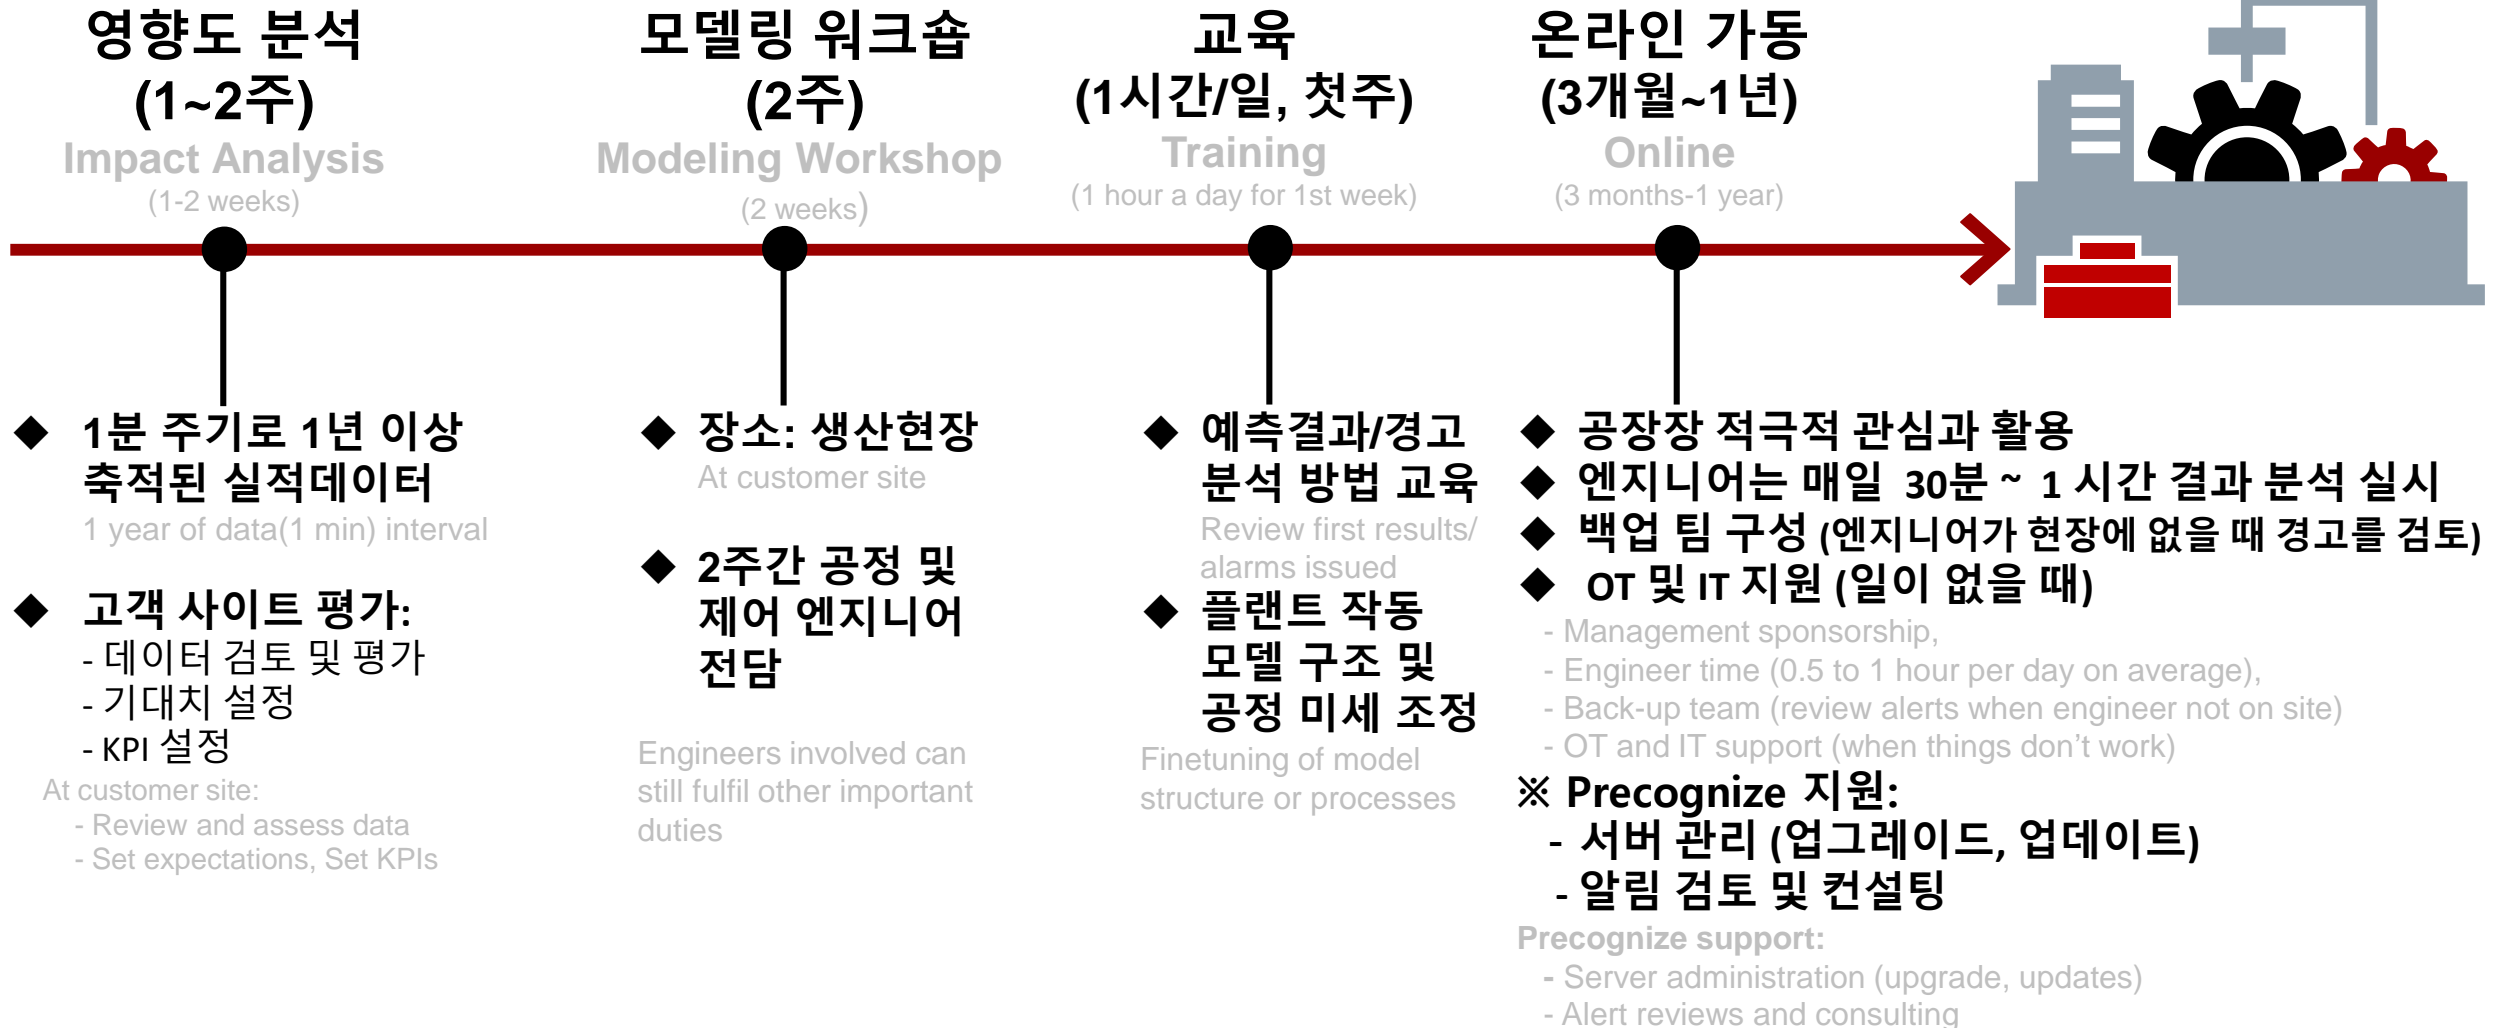 영향도 분석
(1~2주)
Impact Analysis
(1-2 weeks)
모델링 워크숍
(2주)
Modeling Workshop
(2 weeks)
교육
(1시간/일, 첫주)
Training
(1 hour a day for 1st week)
온라인 가동
(3개월~1년)
Online
(3 months-1 year)
◆ 1분 주기로 1년 이상
축적된 실적데이터
1 year of data(1 min) interval
◆ 고객 사이트 평가:
- 데이터 검토 및 평가
- 기대치 설정
- KPI 설정
At customer site:
- Review and assess data
- Set expectations, Set KPIs
◆ 장소: 생산현장
At customer site
◆ 2주간 공정 및
제어 엔지니어
전담
Engineers involved can
still fulfil other important
duties
◆ 예측결과/경고
분석 방법 교육
Review first results/
alarms issued
◆ 플랜트 작동
모델 구조 및
공정 미세 조정
Finetuning of model
structure or processes
◆ 공장장 적극적 관심과 활용
◆ 엔지니어는 매일 30분 ~ 1 시간 결과 분석 실시
◆ 백업 팀 구성 (엔지니어가 현장에 없을 때 경고를 검토)
◆ OT 및 IT 지원 (일이 없을 때)
- Management sponsorship,
- Engineer time (0.5 to 1 hour per day on average),
- Back-up team (review alerts when engineer not on site)
- OT and IT support (when things don’t work)
※ Precognize 지원:
- 서버 관리 (업그레이드, 업데이트)
- 알림 검토 및 컨설팅
Precognize support:
- Server administration (upgrade, updates)
- Alert reviews and consulting